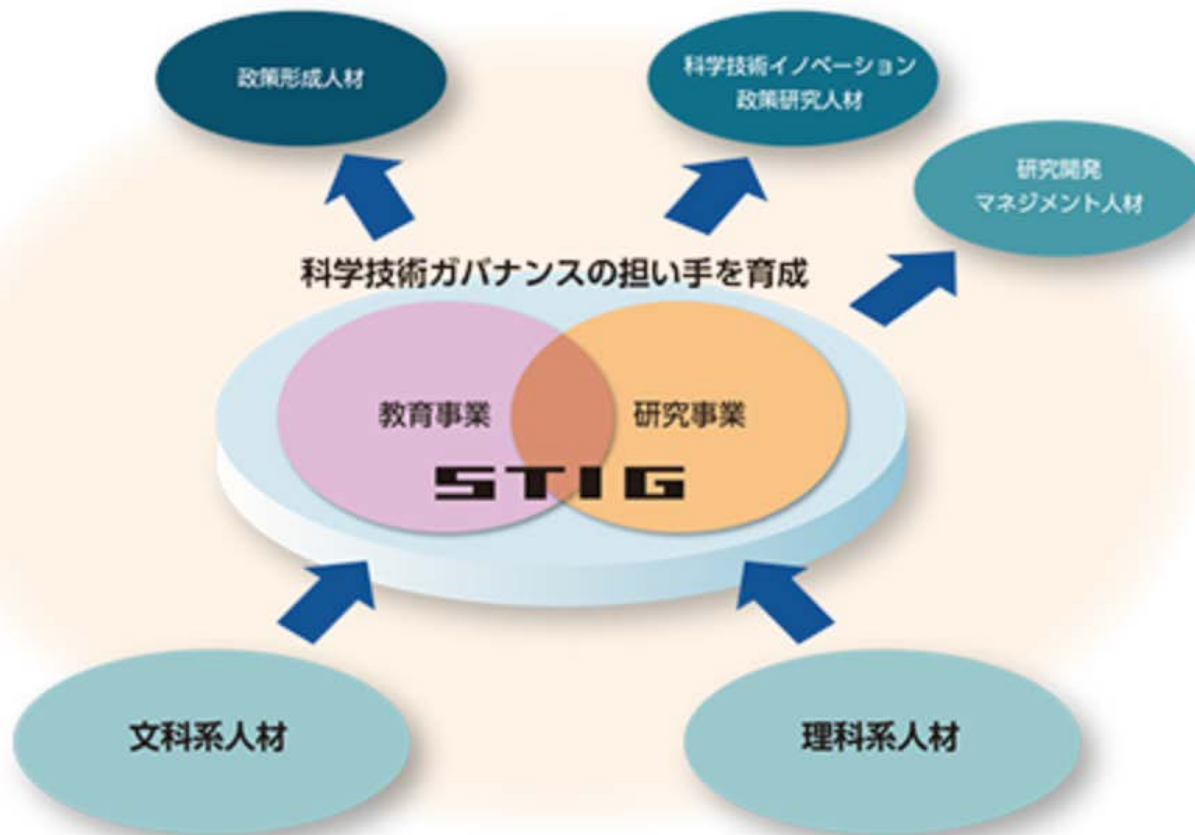 政策形成人材
科学技術イノベーション
政策研究人材
研究開発
マネジメント人材
科学技術ガバナンスの担い手を育成
教育事業
研究事業
STIG
文科系人材
理科系人材